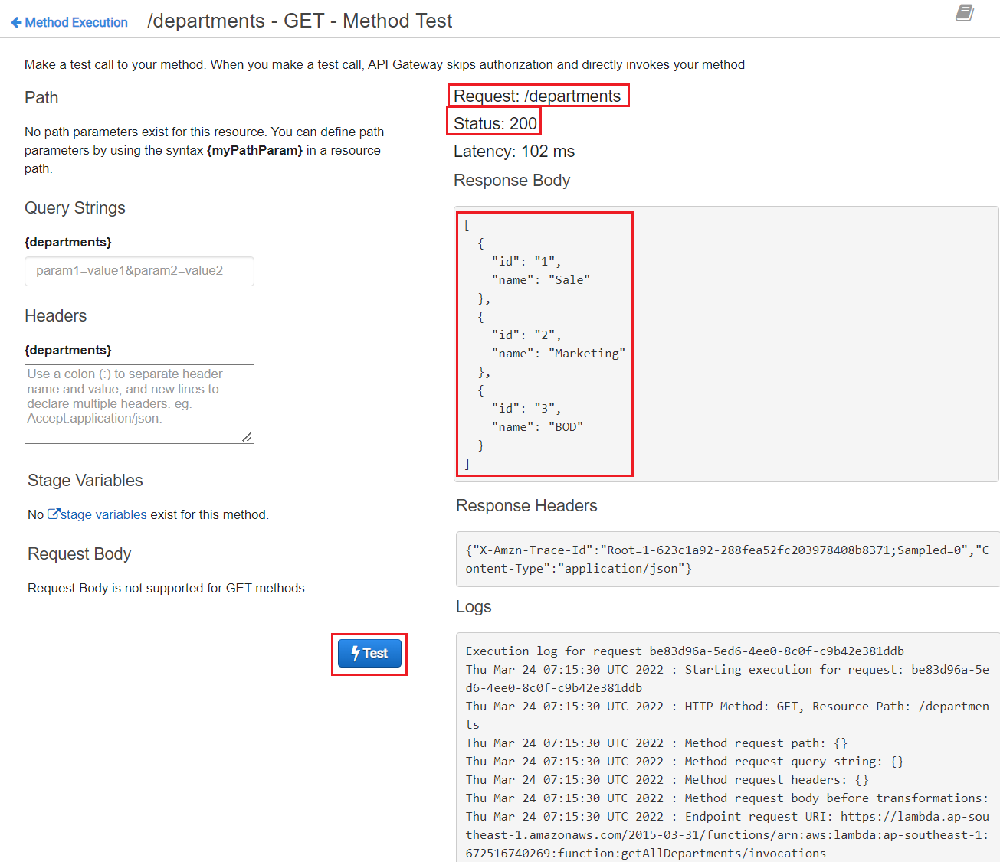 Method Execution /departments - GET - Method Test
Make a test call to your method. When you make a test call, API Gateway skips authorization and directly invokes your method
Path
No path parameters exist for this resource. You can define path
parameters by using the syntax {myPathParam} in a resource
path.
Query Strings
{departments}
param1=value1&param2=value2
Headers
{departments}
Use a colon (:) to separate header
name and value, and new lines to
declare multiple headers. eg.
Accept:application/json.
Stage Variables
No stage variables exist for this method.
Request Body
Request Body is not supported for GET methods.
Test
Request: /departments
Status: 200
Latency: 102 ms
Response Body
[
  {
    "id": "1",
    "name": "Sale"
  },
  {
    "id": "2",
    "name": "Marketing"
  },
  {
    "id": "3",
    "name": "BOD"
  }
]
Response Headers
{"X-Amzn-Trace-Id":"Root=1-623c1a92-288fea52fc203978408b8371;Sampled=0","C
ontent-Type":"application/json"}
Logs
Execution log for request be83d96a-5ed6-4ee0-8c0f-c9b42e381ddb
Thu Mar 24 07:15:30 UTC 2022 : Starting execution for request: be83d96a-5e
d6-4ee0-8c0f-c9b42e381ddb
Thu Mar 24 07:15:30 UTC 2022 : HTTP Method: GET, Resource Path: /departmen
ts
Thu Mar 24 07:15:30 UTC 2022 : Method request path: {}
Thu Mar 24 07:15:30 UTC 2022 : Method request query string: {}
Thu Mar 24 07:15:30 UTC 2022 : Method request headers: {}
Thu Mar 24 07:15:30 UTC 2022 : Method request body before transformations:
Thu Mar 24 07:15:30 UTC 2022 : Endpoint request URI: https://lambda.ap-sou
theast-1.amazonaws.com/2015-03-31/functions/arn:aws:lambda:ap-southeast-1:
672516740269:function:getAllDepartments/invocations